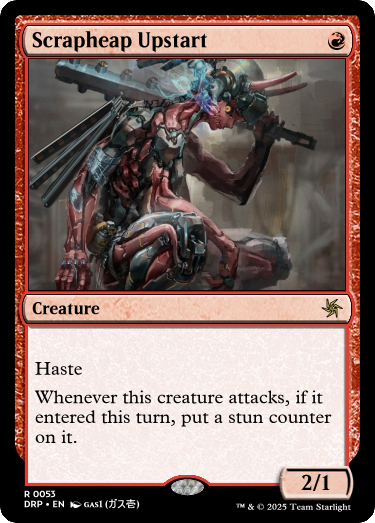 Scrapheap Upstart
Creature
Haste
Whenever this creature attacks, if it
entered this turn, put a stun counter
on it.
2/1
R 0053
DRP • EN GAS1 (ガス壱)
™ & © 2025 Team Starlight